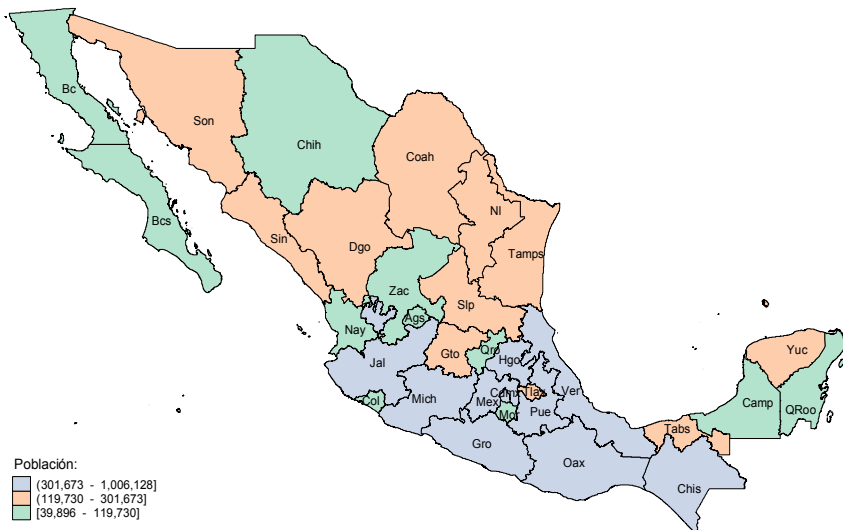 Bc
Son
Chih
Coah
Bcs
Nl
Sin
Dgo
Tamps
Zac
Slp
Ags
Nay
Gto
Qro
Hgo
Yuc
Jal
Col
Mich
Mex
Cdmx
Tlax
Mor
Pue
Ver
Camp
QRoo
Tabs
Gro
Oax
Chis
Población:
(301,673 - 1,006,128]
(119,730 - 301,673]
[39,896 - 119,730]